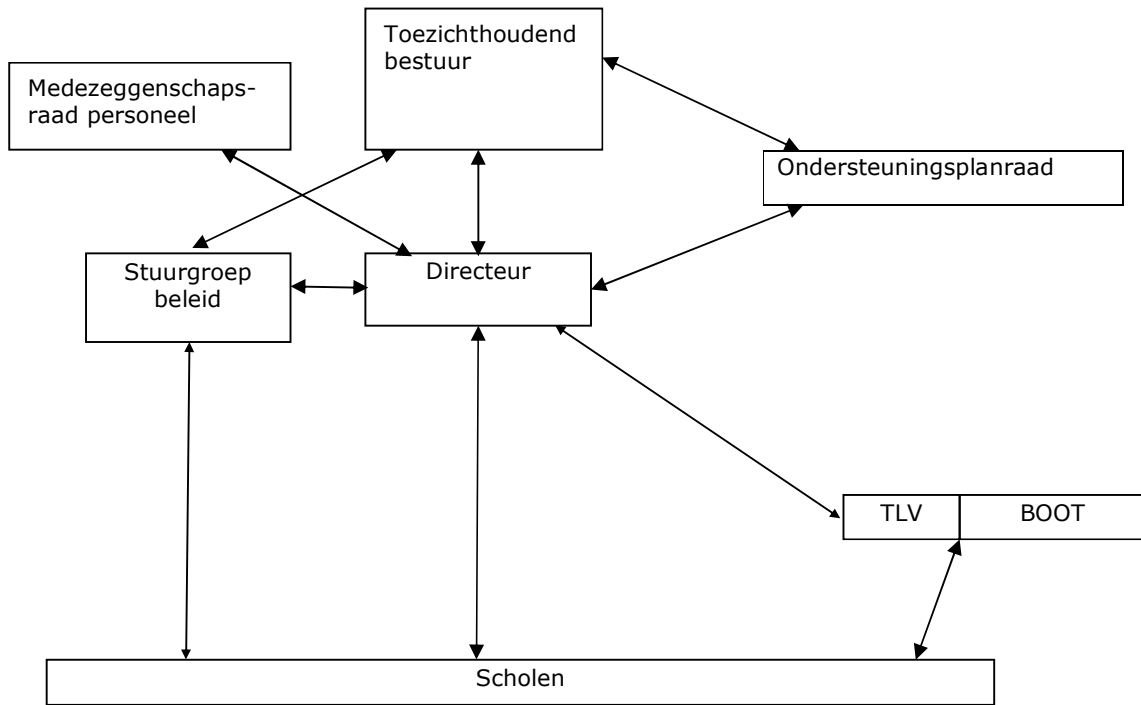 Toezichthoudend
bestuur
Medezeggenschaps-
raad personeel
Ondersteuningsplanraad
Stuurgroep
beleid
Directeur
TLV
BOOT
Scholen